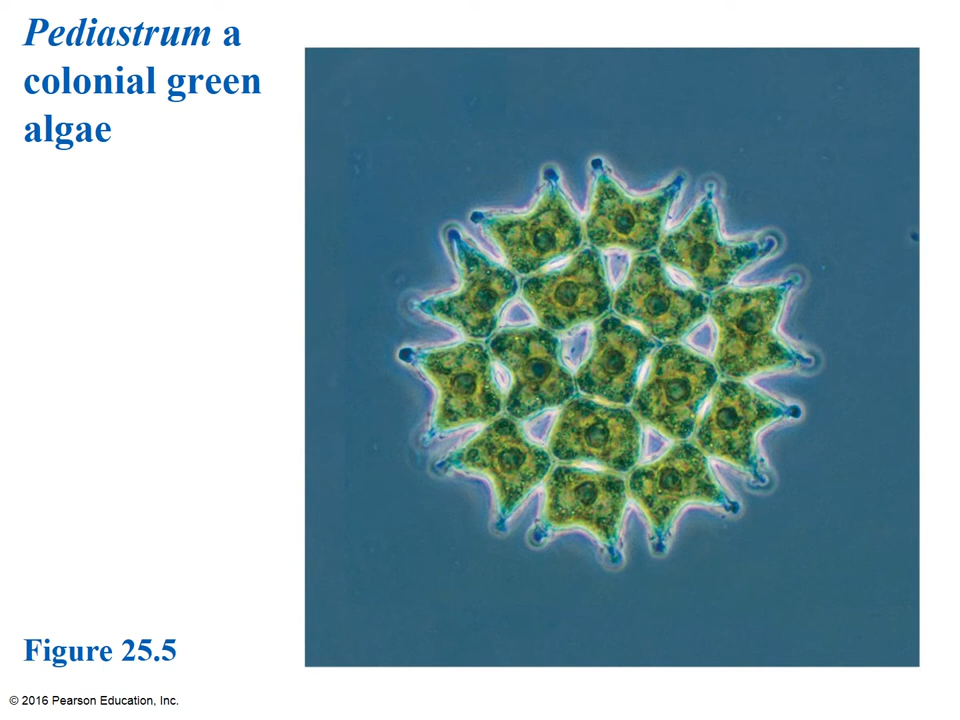 Pediastrum a
colonial green
algae
Figure 25.5
© 2016 Pearson Education, Inc.